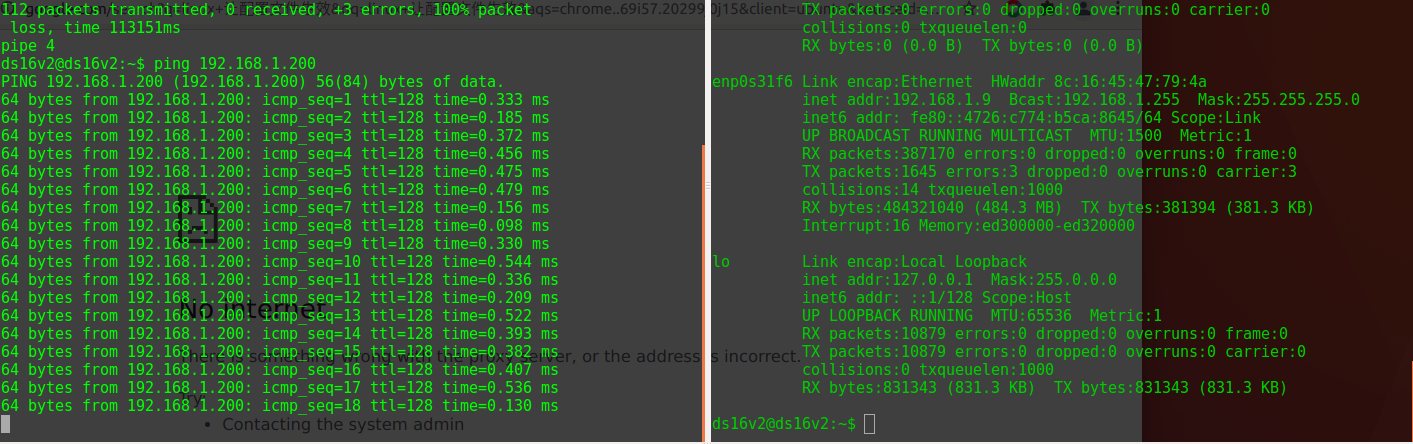 112 packets transmitted, 0 received, +3 errors, 100% packet
 loss, time 113151ms
pipe 4
ds16v2@ds16v2:~$ ping 192.168.1.200
PING 192.168.1.200 (192.168.1.200) 56(84) bytes of data.
64 bytes from 192.168.1.200: icmp_seq=1 ttl=128 time=0.333 ms
64 bytes from 192.168.1.200: icmp_seq=2 ttl=128 time=0.185 ms
64 bytes from 192.168.1.200: icmp_seq=3 ttl=128 time=0.372 ms
64 bytes from 192.168.1.200: icmp_seq=4 ttl=128 time=0.456 ms
64 bytes from 192.168.1.200: icmp_seq=5 ttl=128 time=0.475 ms
64 bytes from 192.168.1.200: icmp_seq=6 ttl=128 time=0.479 ms
64 bytes from 192.168.1.200: icmp_seq=7 ttl=128 time=0.156 ms
64 bytes from 192.168.1.200: icmp_seq=8 ttl=128 time=0.098 ms
64 bytes from 192.168.1.200: icmp_seq=9 ttl=128 time=0.330 ms
64 bytes from 192.168.1.200: icmp_seq=10 ttl=128 time=0.544 ms
64 bytes from 192.168.1.200: icmp_seq=11 ttl=128 time=0.336 ms
64 bytes from 192.168.1.200: icmp_seq=12 ttl=128 time=0.209 ms
64 bytes from 192.168.1.200: icmp_seq=13 ttl=128 time=0.522 ms
64 bytes from 192.168.1.200: icmp_seq=14 ttl=128 time=0.393 ms
64 bytes from 192.168.1.200: icmp_seq=15 ttl=128 time=0.382 ms
64 bytes from 192.168.1.200: icmp_seq=16 ttl=128 time=0.407 ms
64 bytes from 192.168.1.200: icmp_seq=17 ttl=128 time=0.536 ms
64 bytes from 192.168.1.200: icmp_seq=18 ttl=128 time=0.130 ms
TX packets:0 errors:0 dropped:0 overruns:0 carrier:0
collisions:0 txqueuelen:0
RX bytes:0 (0.0 B)  TX bytes:0 (0.0 B)
enp0s31f6 Link encap:Ethernet  HWaddr 8c:16:45:47:79:4a
inet addr:192.168.1.9  Bcast:192.168.1.255  Mask:255.255.255.0
inet6 addr: fe80::4726:c774:b5ca:8645/64 Scope:Link
UP BROADCAST RUNNING MULTICAST  MTU:1500  Metric:1
RX packets:387170 errors:0 dropped:0 overruns:0 frame:0
TX packets:1645 errors:3 dropped:0 overruns:0 carrier:3
collisions:14 txqueuelen:1000
RX bytes:484321040 (484.3 MB)  TX bytes:381394 (381.3 KB)
Interrupt:16 Memory:ed300000-ed320000
lo        Link encap:Local Loopback
inet addr:127.0.0.1  Mask:255.0.0.0
inet6 addr: ::1/128 Scope:Host
UP LOOPBACK RUNNING  MTU:65536  Metric:1
RX packets:10879 errors:0 dropped:0 overruns:0 frame:0
TX packets:10879 errors:0 dropped:0 overruns:0 carrier:0
collisions:0 txqueuelen:1000
RX bytes:831343 (831.3 KB)  TX bytes:831343 (831.3 KB)
ds16v2@ds16v2:~$
No internet
There is something wrong with the proxy server, or the address is incorrect.
Try:
• Contacting the system admin